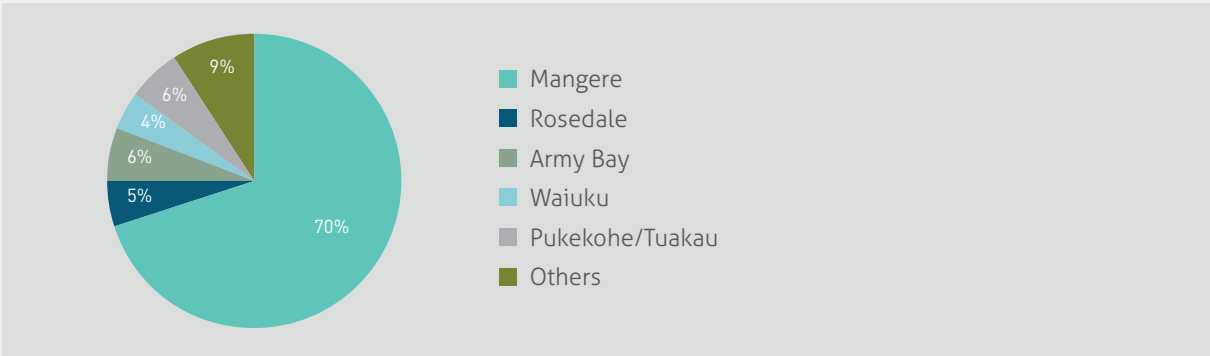 9%
6%
4%
6%
5%
70%
Mangere
Rosedale
Army Bay
Waiuku
Pukekohe/Tuakau
Others